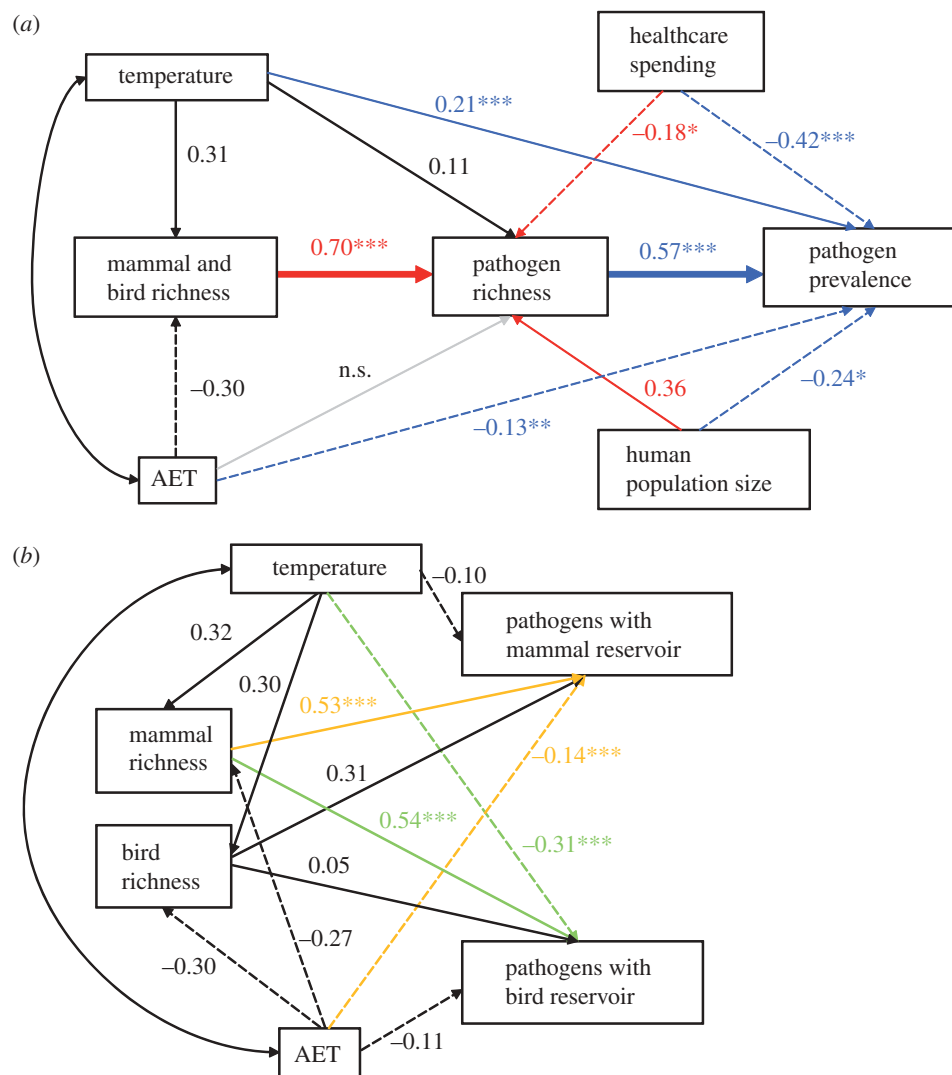 (a)
healthcare
spending
temperature
0.21***
–0.18*
–0.42***
0.31
0.11
mammal and
bird richness
0.70***
pathogen
richness
0.57***
pathogen
prevalence
n.s.
–0.30
–0.13**
0.36
–0.24*
AET
human
population size
(b)
temperature
–0.10
pathogens with
mammal reservoir
0.32
0.30
0.53***
mammal
richness
–0.14***
0.31
0.54***
–0.31***
bird
richness
0.05
–0.27
–0.30
pathogens with
bird reservoir
–0.11
AET